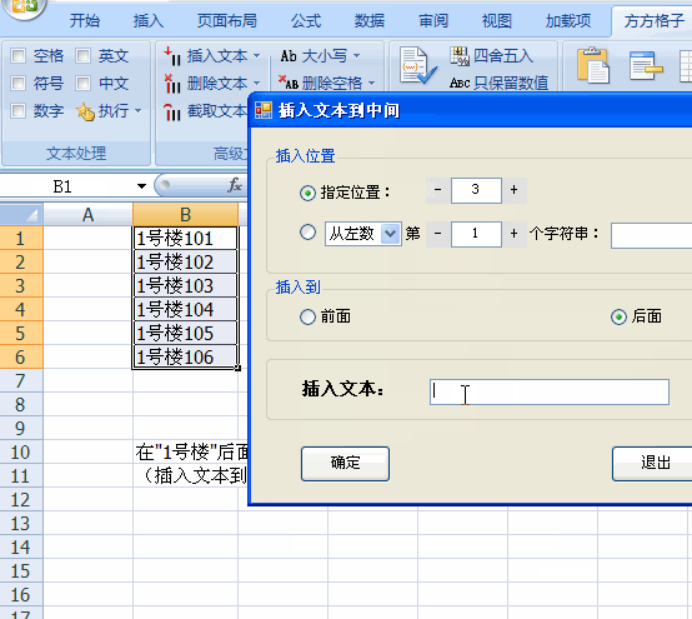 开始 插入 页面布局 公式 数据 审阅 视图 加载项 方方格子
空格 英文 插入文本 Ab 大小写 四舍五入
符号 中文 删除文本 AB 删除空格 ABC 只保留数值
数字 执行 截取文本
文本处理 高级
插入文本到中间
B1 fx
插入位置
指定位置： - 3 +
从左数 第 - 1 + 个字符串：
插入到
前面 后面
插入文本：
确定 退出
A B
1 1号楼101
2 1号楼102
3 1号楼103
4 1号楼104
5 1号楼105
6 1号楼106
7
8
9
10 在"1号楼"后面
11 （插入文本到
12
13
14
15
16
17